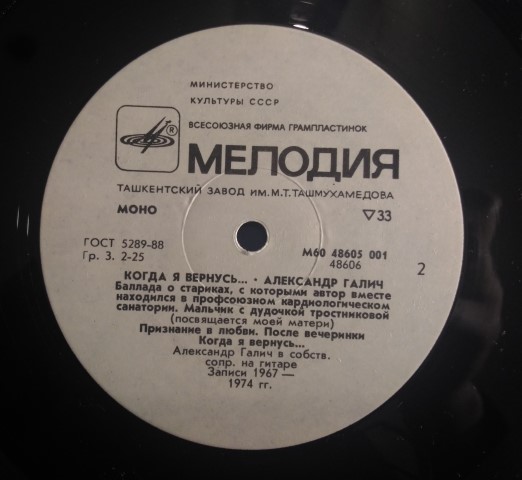 МИНИСТЕРСТВО
КУЛЬТУРЫ СССР
ВСЕСОЮЗНАЯ ФИРМА ГРАМПЛАСТИНОК
®
МЕЛОДИЯ
ТАШКЕНТСКИЙ ЗАВОД ИМ.М.Т.ТАШМУХАМЕДОВА
МОНО ▽33
ГОСТ 5289-88 М60 48605 001
Гр. 3. 2-25 48606 2
КОГДА Я ВЕРНУСЬ... · АЛЕКСАНДР ГАЛИЧ
Баллада о стариках, с которыми автор вместе
находился в профсоюзном кардиологическом
санатории. Мальчик с дудочкой тростниковой
(посвящается моей матери)
Признание в любви. После вечеринки
Когда я вернусь...
Александр Галич в собств.
сопр. на гитаре
Записи 1967 —
1974 гг.